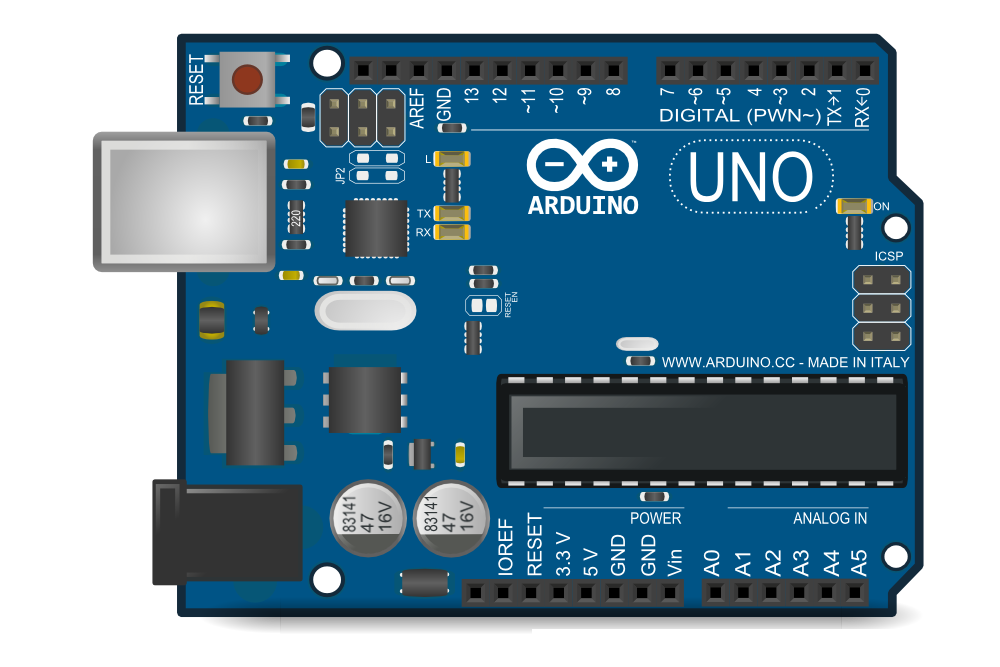 RESET
AREF
GND
13
12
~11
~10
~9
8
7
~6
~5
4
~3
2
TX→1
RX←0
DIGITAL (PWN~)
L
JP2
TX
RX
220
ARDUINO
™
UNO
ON
ICSP
RESET
EN
WWW.ARDUINO.CC - MADE IN ITALY
83141
47
16V
83141
47
16V
POWER
ANALOG IN
IOREF
RESET
3.3 V
5 V
GND
GND
Vin
A0
A1
A2
A3
A4
A5